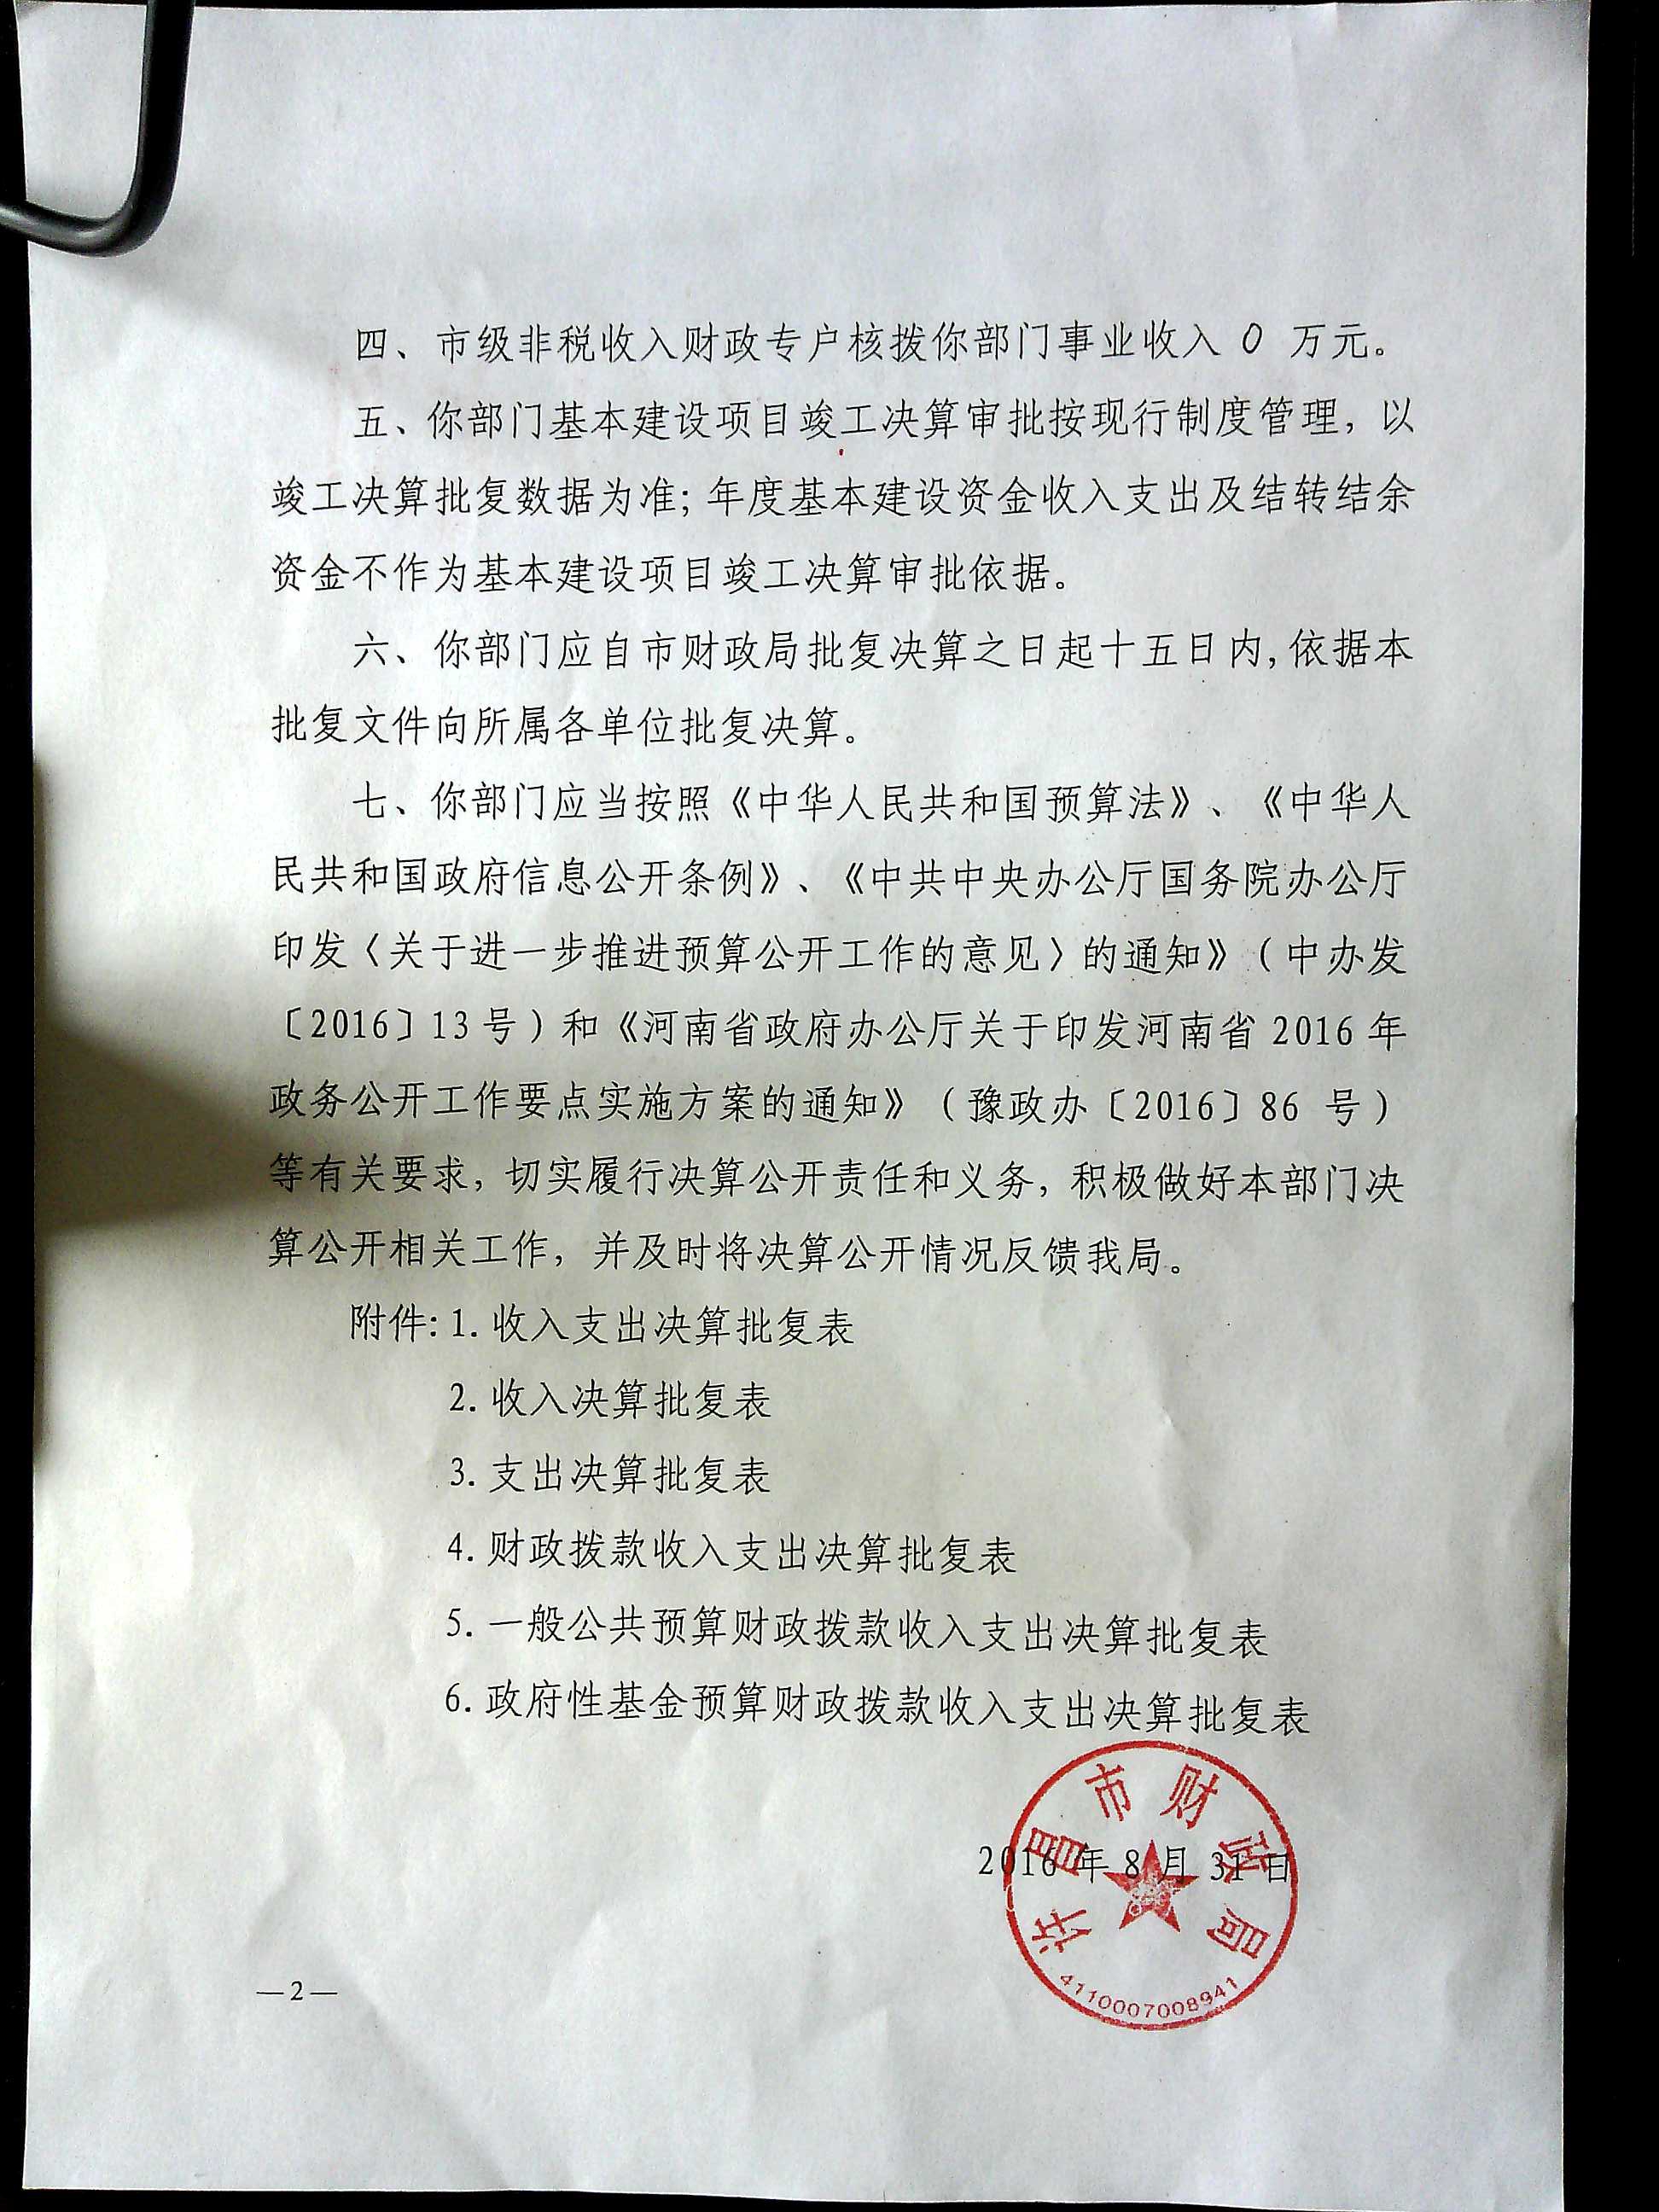 四、市级非税收入财政专户核拨你部门事业收入 0 万元。
五、你部门基本建设项目竣工决算审批按现行制度管理，以
竣工决算批复数据为准；年度基本建设资金收入支出及结转结余
资金不作为基本建设项目竣工决算审批依据。
六、你部门应自市财政局批复决算之日起十五日内，依据本
批复文件向所属各单位批复决算。
七、你部门应当按照《中华人民共和国预算法》、《中华人
民共和国政府信息公开条例》、《中共中央办公厅国务院办公厅
印发〈关于进一步推进预算公开工作的意见〉的通知》（中办发
〔2016〕13号）和《河南省政府办公厅关于印发河南省 2016 年
政务公开工作要点实施方案的通知》（豫政办〔2016〕86 号）
等有关要求，切实履行决算公开责任和义务，积极做好本部门决
算公开相关工作，并及时将决算公开情况反馈我局。
附件：1. 收入支出决算批复表
2. 收入决算批复表
3. 支出决算批复表
4. 财政拨款收入支出决算批复表
5. 一般公共预算财政拨款收入支出决算批复表
6. 政府性基金预算财政拨款收入支出决算批复表
许昌市财政局
2016 年 8 月 31 日
4110007008941
—2—